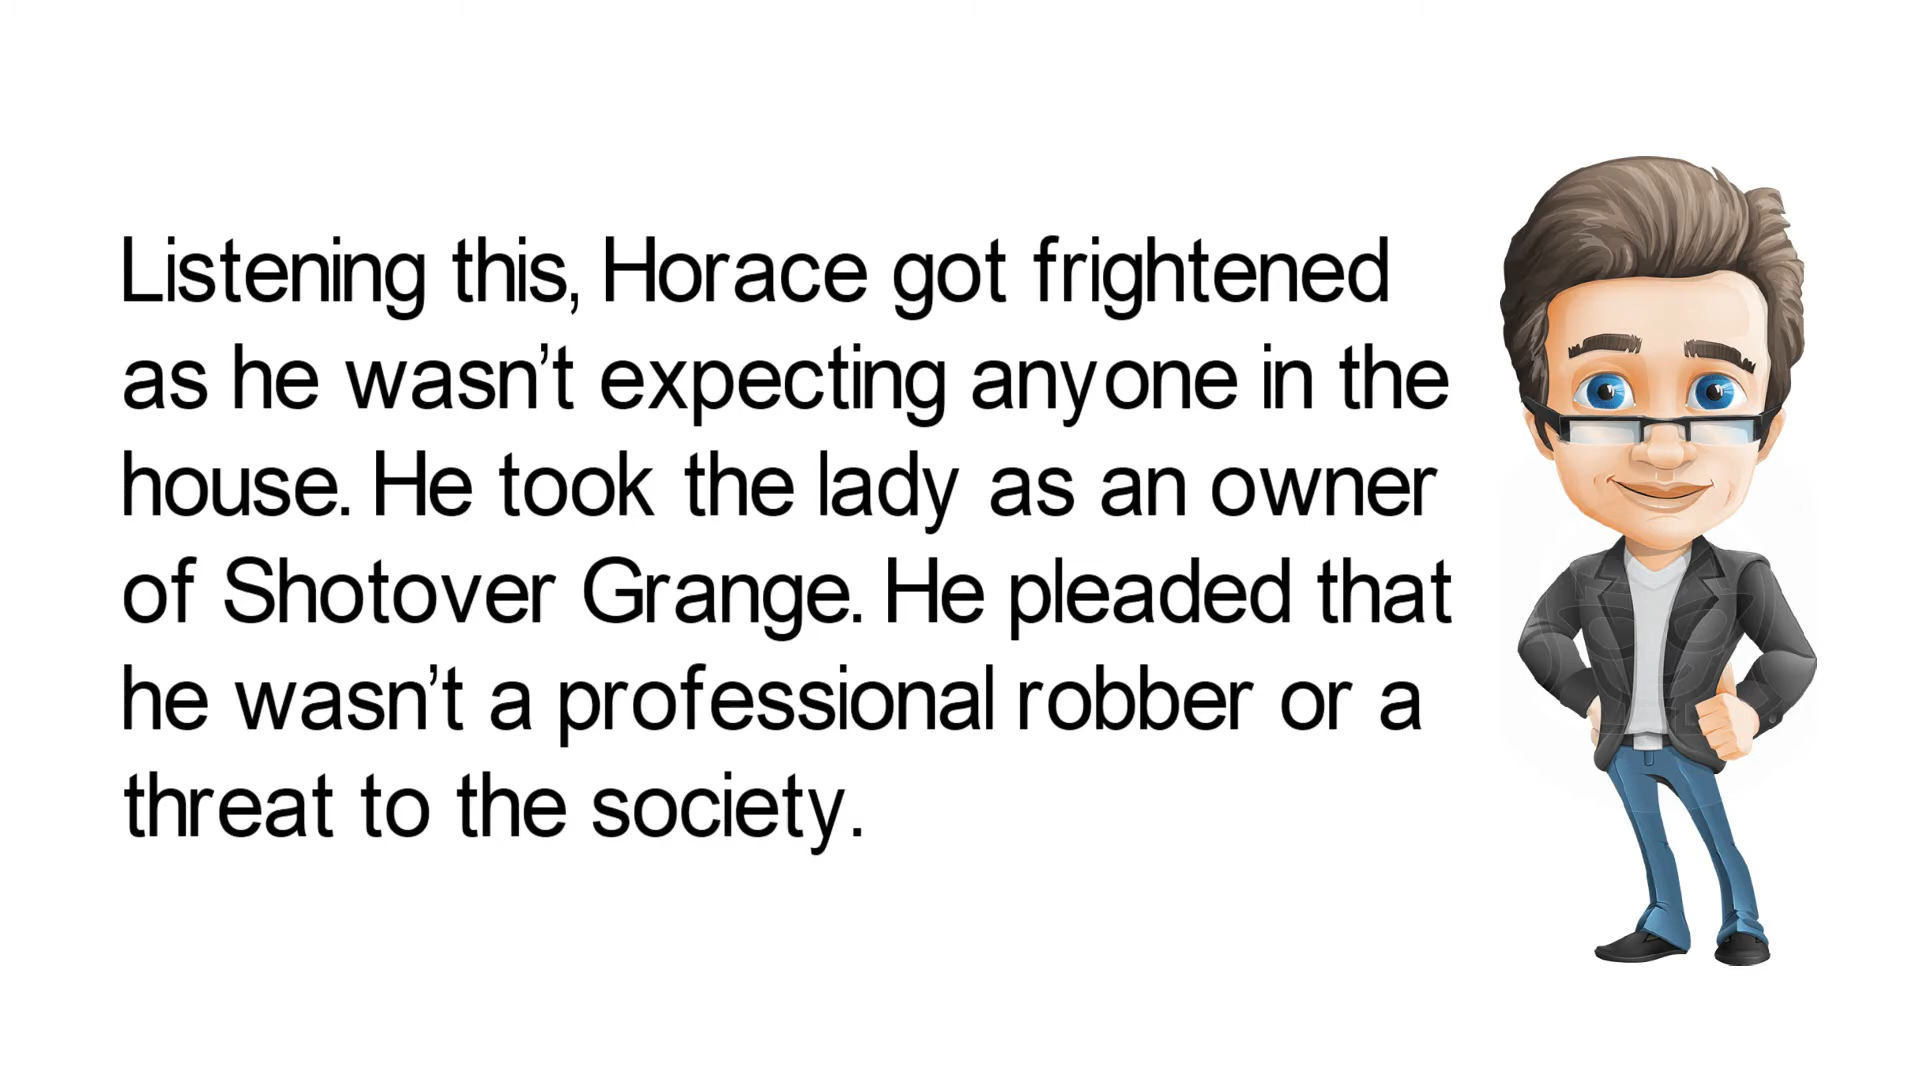 Listening this, Horace got frightened
as he wasn’t expecting anyone in the
house. He took the lady as an owner
of Shotover Grange. He pleaded that
he wasn’t a professional robber or a
threat to the society.